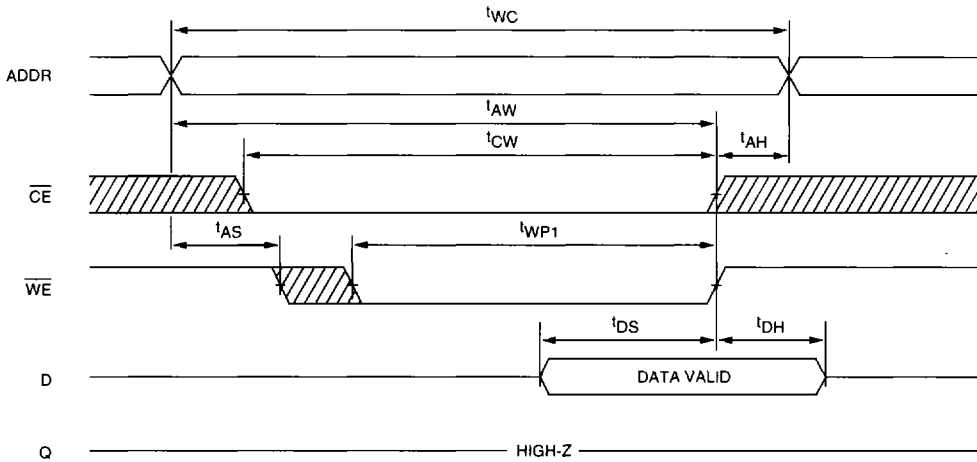 tWC
ADDR
tAW
tCW
tAH
CE
tAS
tWP1
WE
tDS
tDH
D
DATA VALID
Q
HIGH-Z